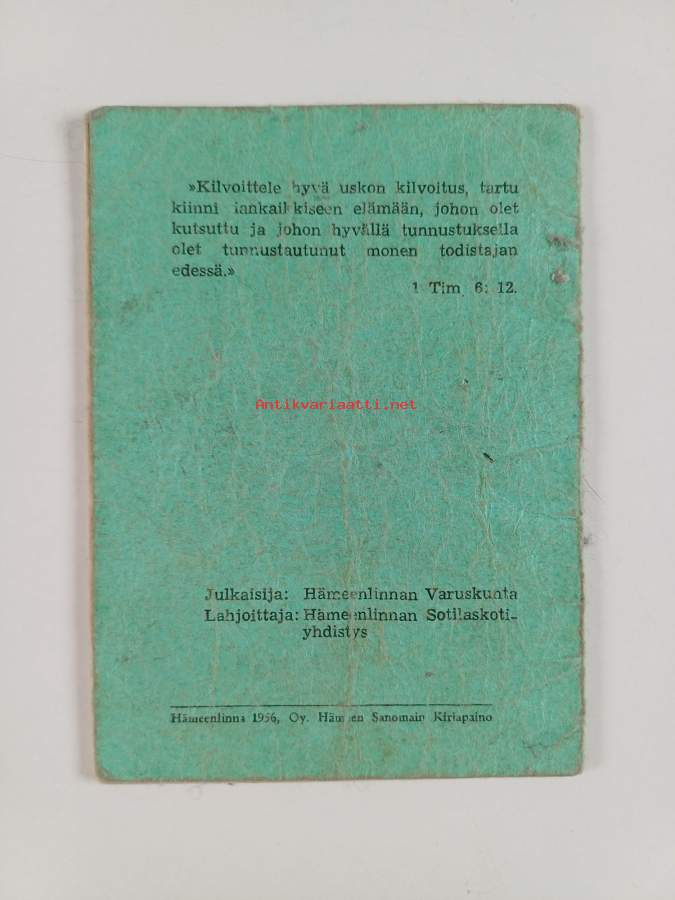 »Kilvoittele hyvä uskon kilvoitus, tartu
kiinni iankaikkiseen elämään, johon olet
kutsuttu ja johon hyvällä tunnustuksella
olet tunnustautunut monen todistajan
edessä.»
1 Tim. 6: 12.
Antikvariaatti.net
Julkaisija: Hämeenlinnan Varuskunta
Lahjoittaja: Hämeenlinnan Sotilaskoti-
yhdistys
Hämeenlinna 1956, Oy. Hämeen Sanomain Kirjapaino